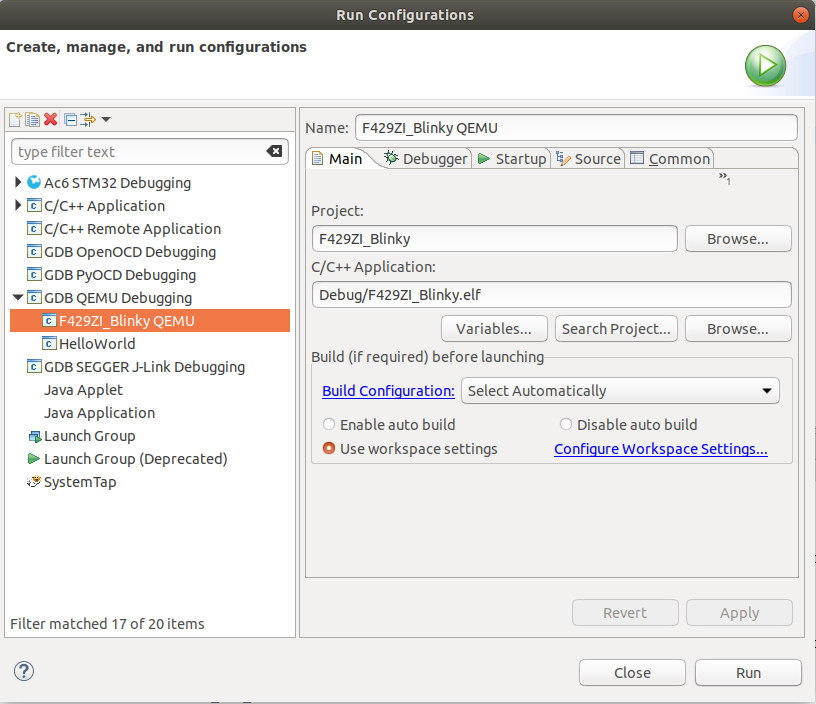 Run Configurations
Create, manage, and run configurations
type filter text
Ac6 STM32 Debugging
C/C++ Application
C/C++ Remote Application
GDB OpenOCD Debugging
GDB PyOCD Debugging
GDB QEMU Debugging
F429ZI_Blinky QEMU
HelloWorld
GDB SEGGER J-Link Debugging
Java Applet
Java Application
Launch Group
Launch Group (Deprecated)
SystemTap
Filter matched 17 of 20 items
Name: F429ZI_Blinky QEMU
Main Debugger Startup Source Common
»1
Project:
F429ZI_Blinky Browse...
C/C++ Application:
Debug/F429ZI_Blinky.elf
Variables... Search Project... Browse...
Build (if required) before launching
Build Configuration: Select Automatically
Enable auto build Disable auto build
Use workspace settings Configure Workspace Settings...
Revert Apply
Close Run